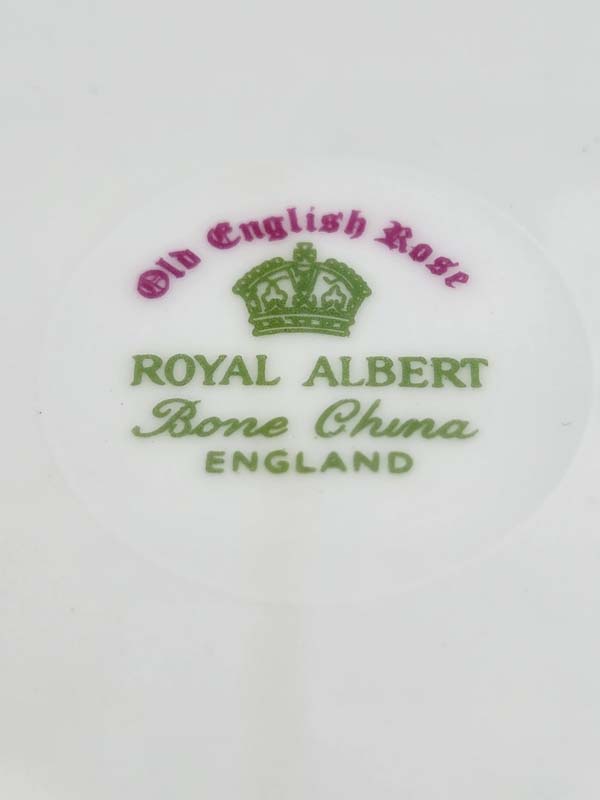 Old English Rose
ROYAL ALBERT
Bone China
ENGLAND